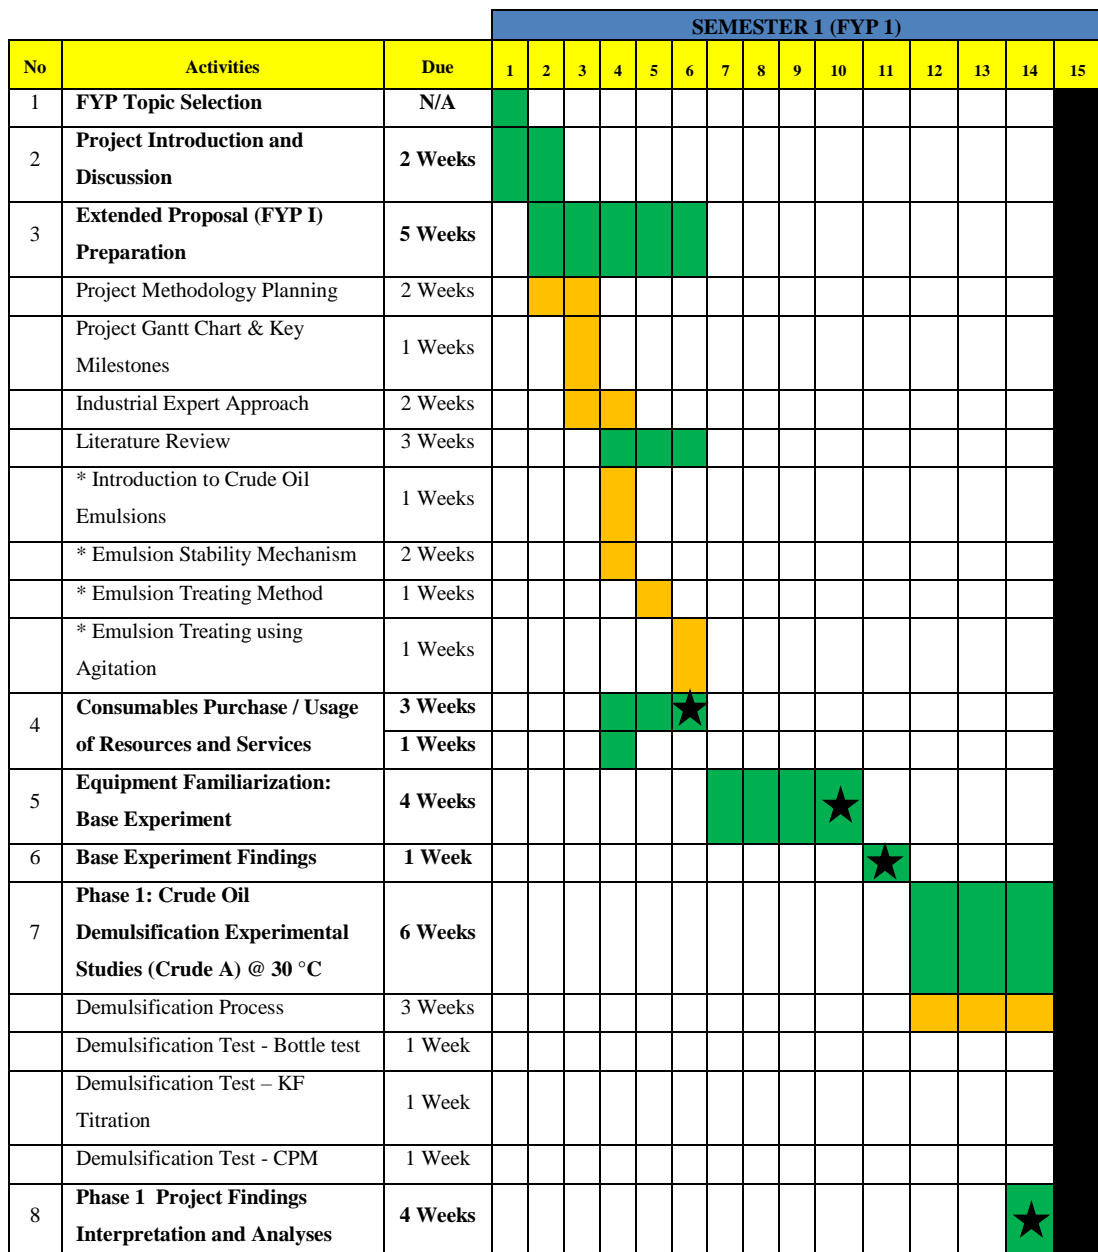 SEMESTER 1 (FYP 1)
No Activities Due 1 2 3 4 5 6 7 8 9 10 11 12 13 14 15
1 FYP Topic Selection N/A
2 Project Introduction and
Discussion 2 Weeks
3 Extended Proposal (FYP I)
Preparation 5 Weeks
Project Methodology Planning 2 Weeks
Project Gantt Chart & Key
Milestones 1 Weeks
Industrial Expert Approach 2 Weeks
Literature Review 3 Weeks
* Introduction to Crude Oil
Emulsions 1 Weeks
* Emulsion Stability Mechanism 2 Weeks
* Emulsion Treating Method 1 Weeks
* Emulsion Treating using
Agitation 1 Weeks
4 Consumables Purchase / Usage 3 Weeks
of Resources and Services 1 Weeks
5 Equipment Familiarization:
Base Experiment 4 Weeks
6 Base Experiment Findings 1 Week
Phase 1: Crude Oil
7 Demulsification Experimental 6 Weeks
Studies (Crude A) @ 30 °C
Demulsification Process 3 Weeks
Demulsification Test - Bottle test 1 Week
Demulsification Test – KF
Titration 1 Week
Demulsification Test - CPM 1 Week
8 Phase 1 Project Findings
Interpretation and Analyses 4 Weeks